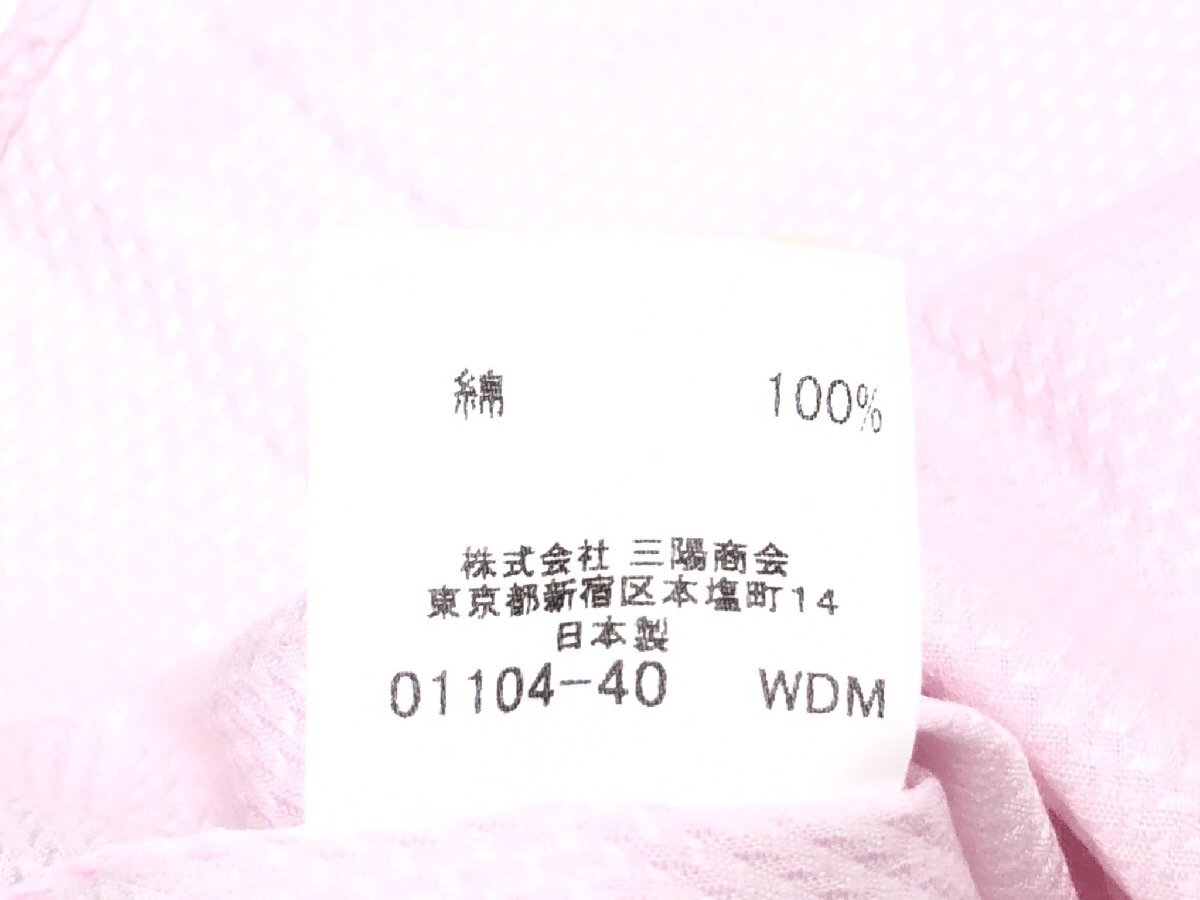 綿 100%
株式会社 三陽商会
東京都新宿区本塩町14
日本製
01104-40 WDM